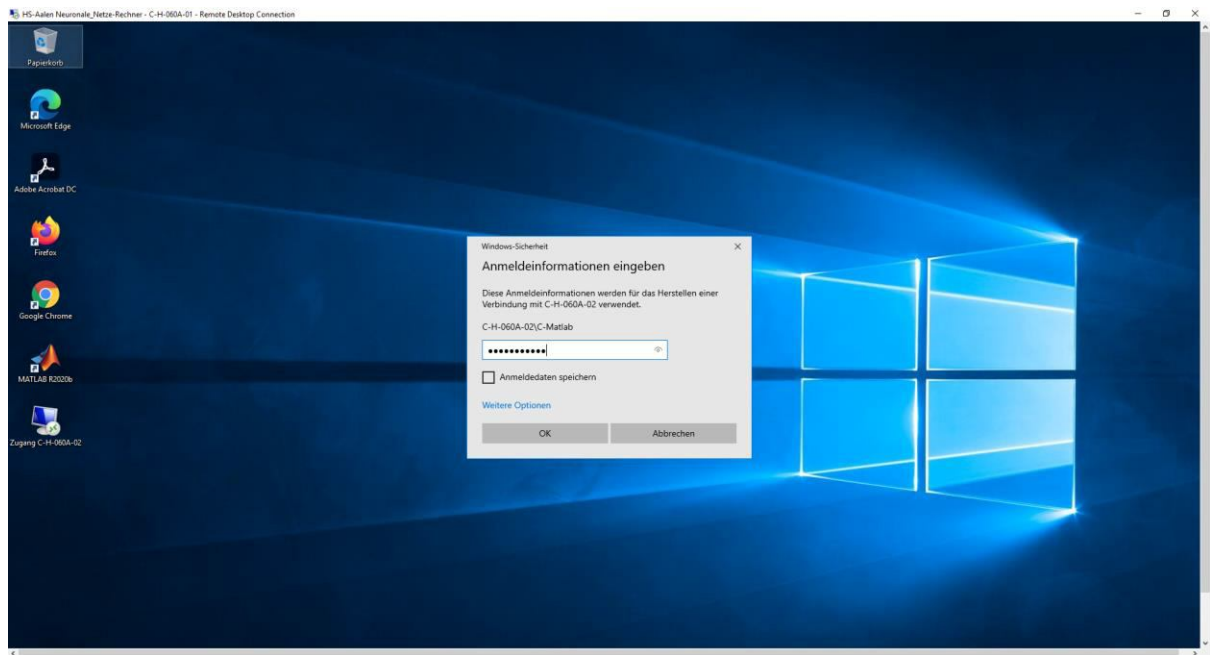 HS-Aalen Neuronale_Netze-Rechner - C-H-060A-01 - Remote Desktop Connection
Papierkorb
Microsoft Edge
Adobe Acrobat DC
Firefox
Google Chrome
MATLAB R2020b
Zugang C-H-060A-02
Windows-Sicherheit
Anmeldeinformationen eingeben
Diese Anmeldeinformationen werden für das Herstellen einer
Verbindung mit C-H-060A-02 verwendet.
C-H-060A-02\C-Matlab
•••••••••••
Anmeldedaten speichern
Weitere Optionen
OK
Abbrechen